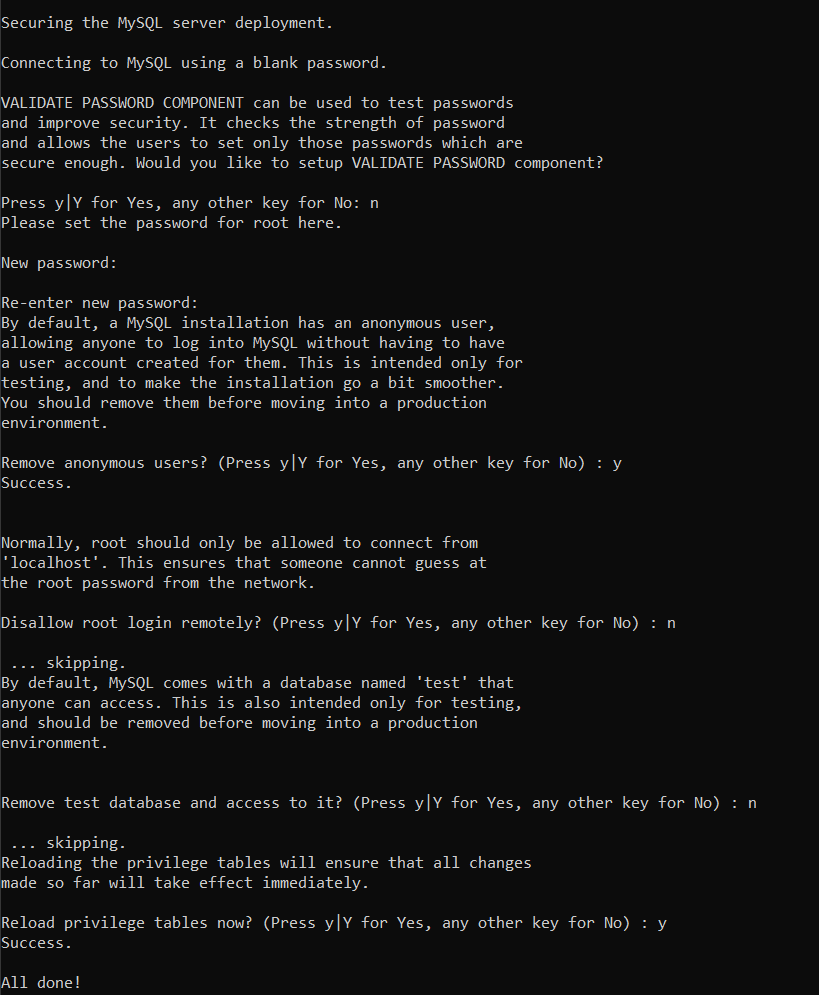 Securing the MySQL server deployment.
Connecting to MySQL using a blank password.
VALIDATE PASSWORD COMPONENT can be used to test passwords
and improve security. It checks the strength of password
and allows the users to set only those passwords which are
secure enough. Would you like to setup VALIDATE PASSWORD component?
Press y|Y for Yes, any other key for No: n
Please set the password for root here.
New password:
Re-enter new password:
By default, a MySQL installation has an anonymous user,
allowing anyone to log into MySQL without having to have
a user account created for them. This is intended only for
testing, and to make the installation go a bit smoother.
You should remove them before moving into a production
environment.
Remove anonymous users? (Press y|Y for Yes, any other key for No) : y
Success.
Normally, root should only be allowed to connect from
'localhost'. This ensures that someone cannot guess at
the root password from the network.
Disallow root login remotely? (Press y|Y for Yes, any other key for No) : n
... skipping.
By default, MySQL comes with a database named 'test' that
anyone can access. This is also intended only for testing,
and should be removed before moving into a production
environment.
Remove test database and access to it? (Press y|Y for Yes, any other key for No) : n
... skipping.
Reloading the privilege tables will ensure that all changes
made so far will take effect immediately.
Reload privilege tables now? (Press y|Y for Yes, any other key for No) : y
Success.
All done!